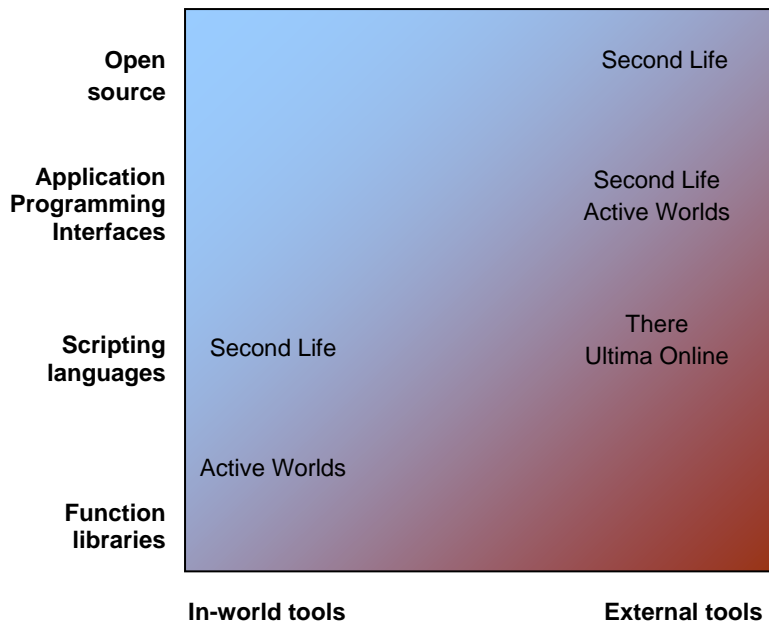 Open
source
Second Life
Application
Programming
Interfaces
Second Life
Active Worlds
Scripting
languages
Second Life
There
Ultima Online
Active Worlds
Function
libraries
In-world tools
External tools